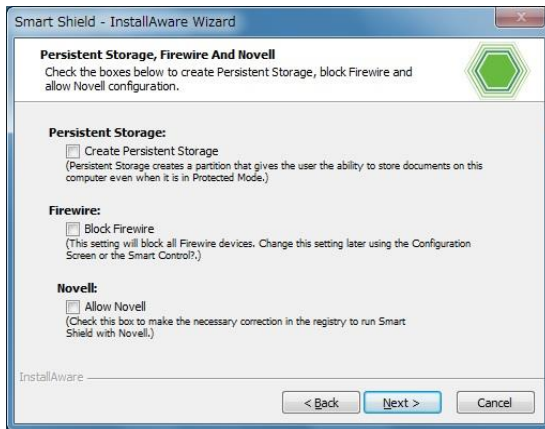 Smart Shield - InstallAware Wizard
Persistent Storage, Firewire And Novell
Check the boxes below to create Persistent Storage, block Firewire and
allow Novell configuration.
Persistent Storage:
Create Persistent Storage
(Persistent Storage creates a partition that gives the user the ability to store documents on this
computer even when it is in Protected Mode.)
Firewire:
Block Firewire
(This setting will block all Firewire devices. Change this setting later using the Configuration
Screen or the Smart Control?.)
Novell:
Allow Novell
(Check this box to make the necessary correction in the registry to run Smart
Shield with Novell.)
InstallAware
< Back Next > Cancel